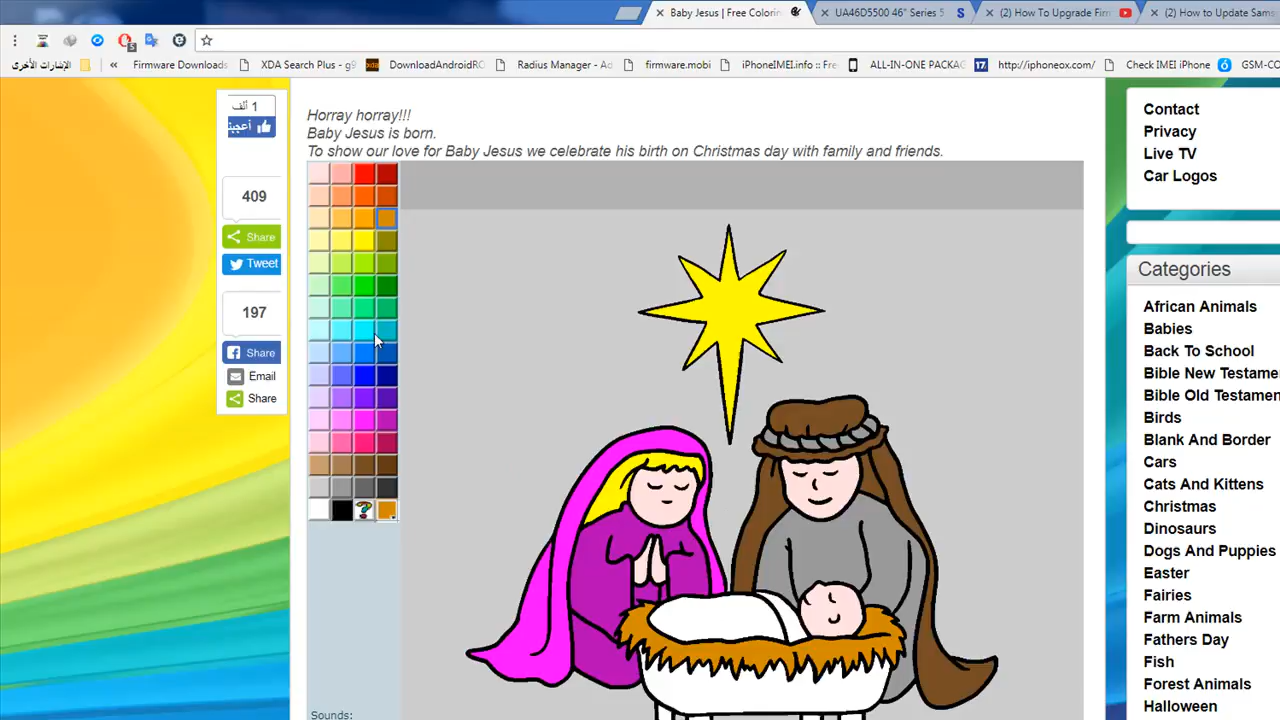 Baby Jesus | Free Colorin
UA46D5500 46" Series 5
(2) How To Upgrade Firm
(2) How to Update Sams
الإشارات الأخرى
Firmware Downloads
XDA Search Plus - g9
DownloadAndroidRO
Radius Manager - Ad
firmware.mobi
iPhoneIMEI.info :: Free
ALL-IN-ONE PACKAG
17
http://iphoneox.com/
Check IMEI iPhone
GSM-CO
5
1 ألف
أعجبني
409
Share
Tweet
197
Share
Email
Share
Horray horray!!!
Baby Jesus is born.
To show our love for Baby Jesus we celebrate his birth on Christmas day with family and friends.
?
Sounds:
Contact
Privacy
Live TV
Car Logos
Categories
African Animals
Babies
Back To School
Bible New Testame
Bible Old Testamen
Birds
Blank And Border
Cars
Cats And Kittens
Christmas
Dinosaurs
Dogs And Puppies
Easter
Fairies
Farm Animals
Fathers Day
Fish
Forest Animals
Halloween